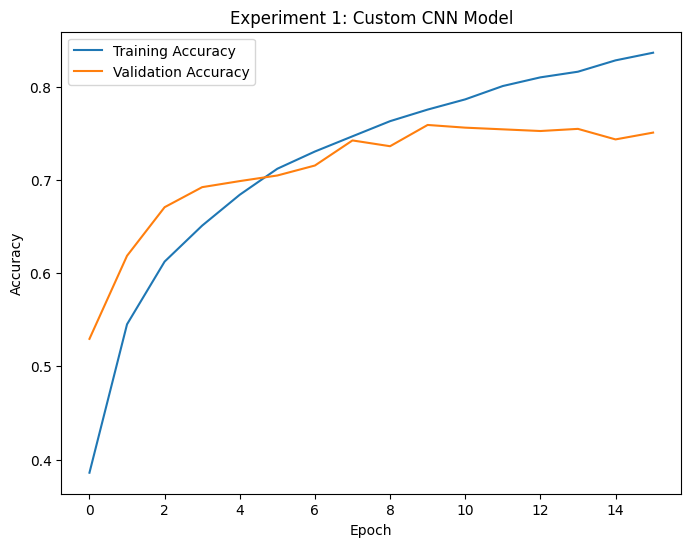 Experiment 1: Custom CNN Model
Training Accuracy
Validation Accuracy
Accuracy
0.8
0.7
0.6
0.5
0.4
0 2 4 6 8 10 12 14
Epoch